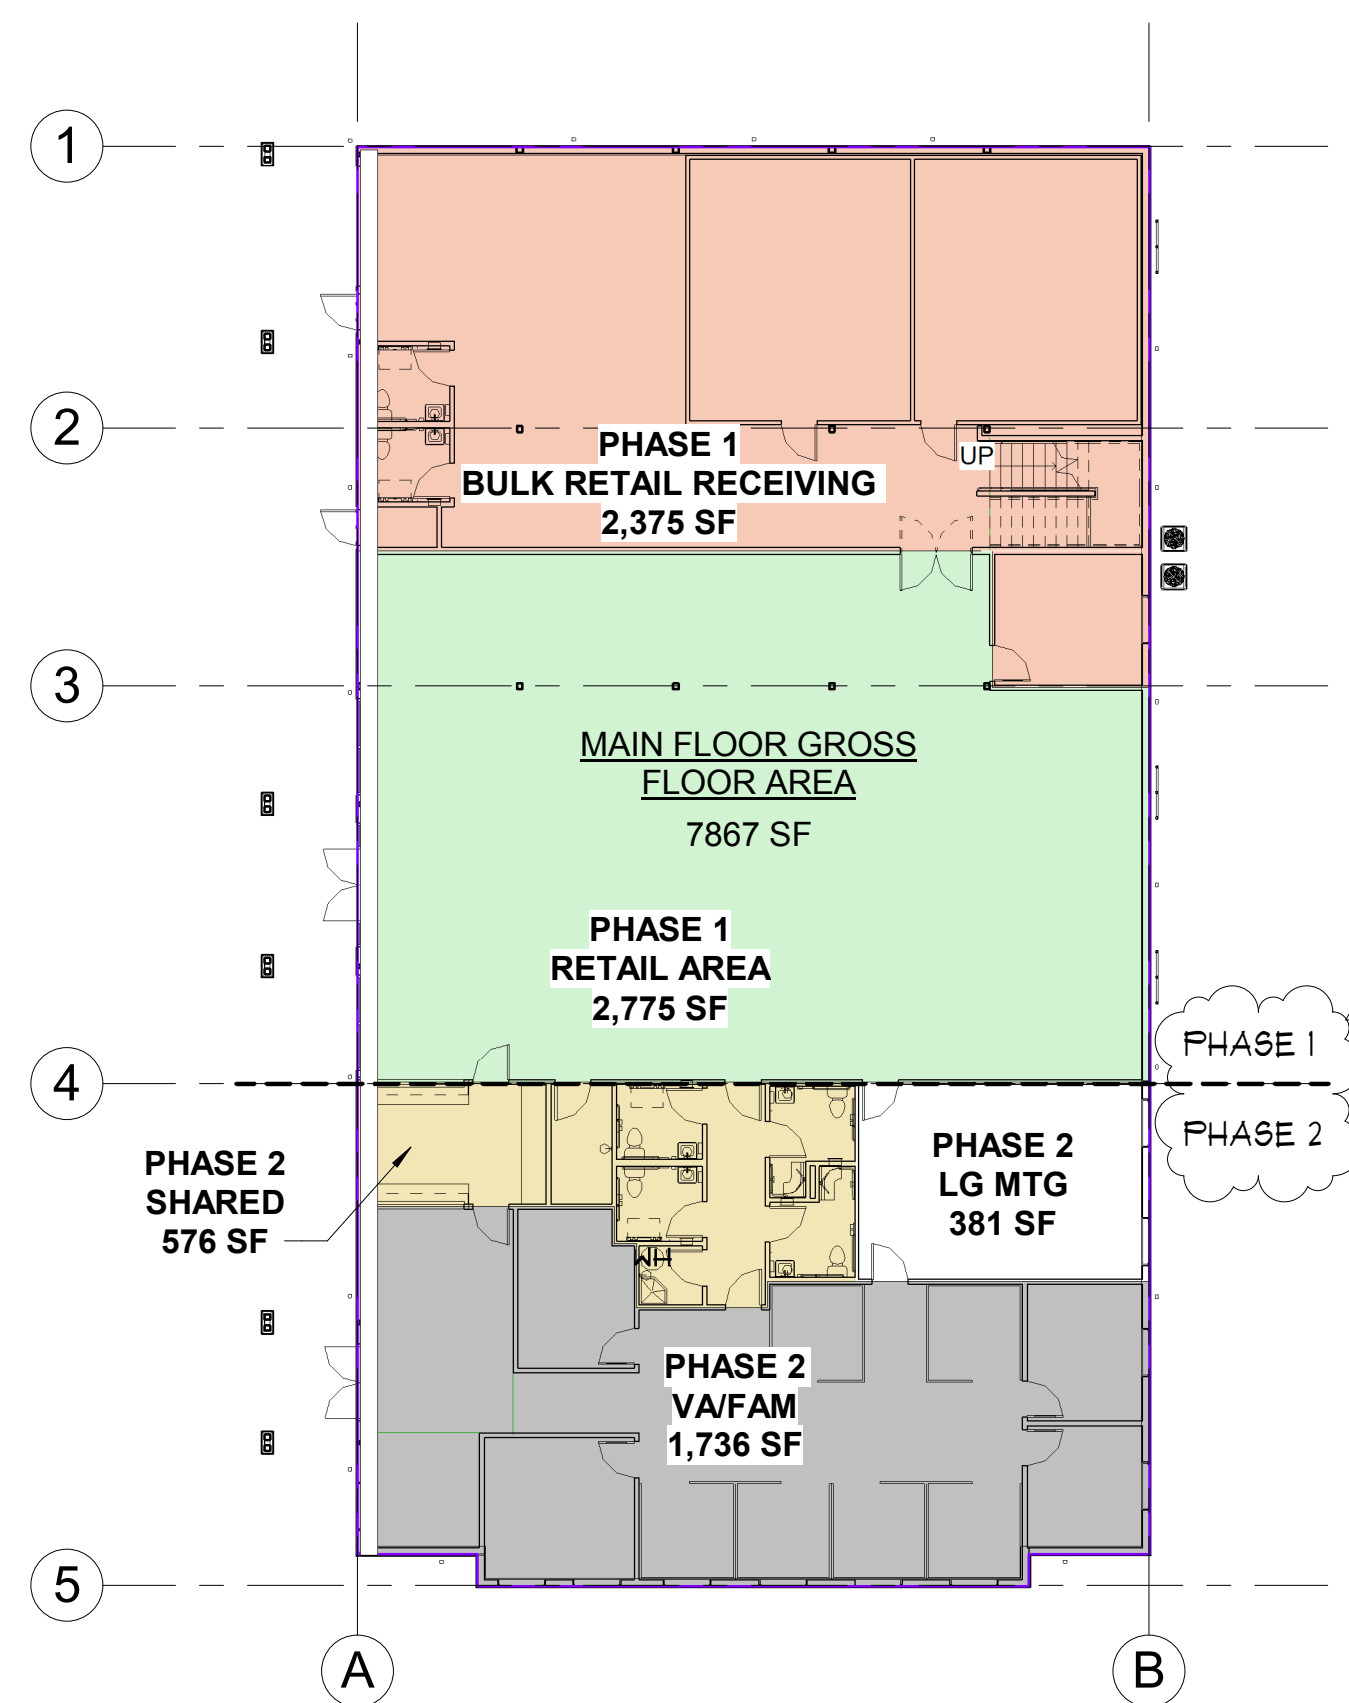 1
2
PHASE 1
BULK RETAIL RECEIVING
2,375 SF
UP
3
MAIN FLOOR GROSS
FLOOR AREA
7867 SF
PHASE 1
RETAIL AREA
2,775 SF
PHASE 1
4
PHASE 2
PHASE 2
SHARED
576 SF
PHASE 2
LG MTG
381 SF
WH
PHASE 2
VA/FAM
1,736 SF
5
A
B